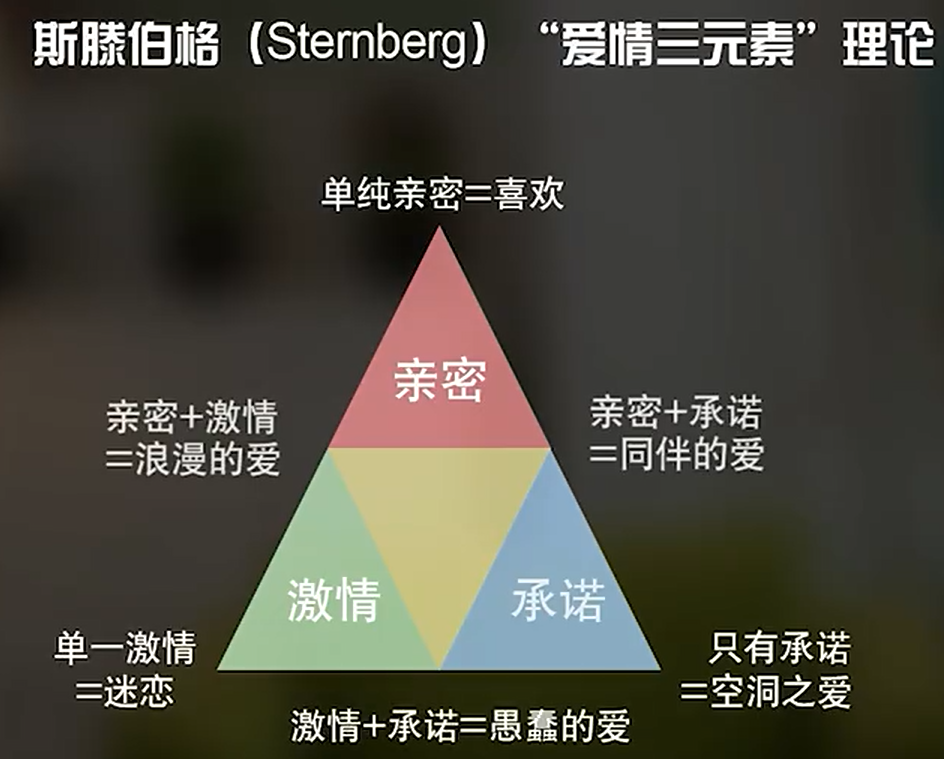 斯滕伯格（Sternberg）“爱情三元素”理论
单纯亲密=喜欢
亲密
亲密+激情
=浪漫的爱
亲密+承诺
=同伴的爱
激情
承诺
单一激情
=迷恋
只有承诺
=空洞之爱
激情+承诺=愚蠢的爱